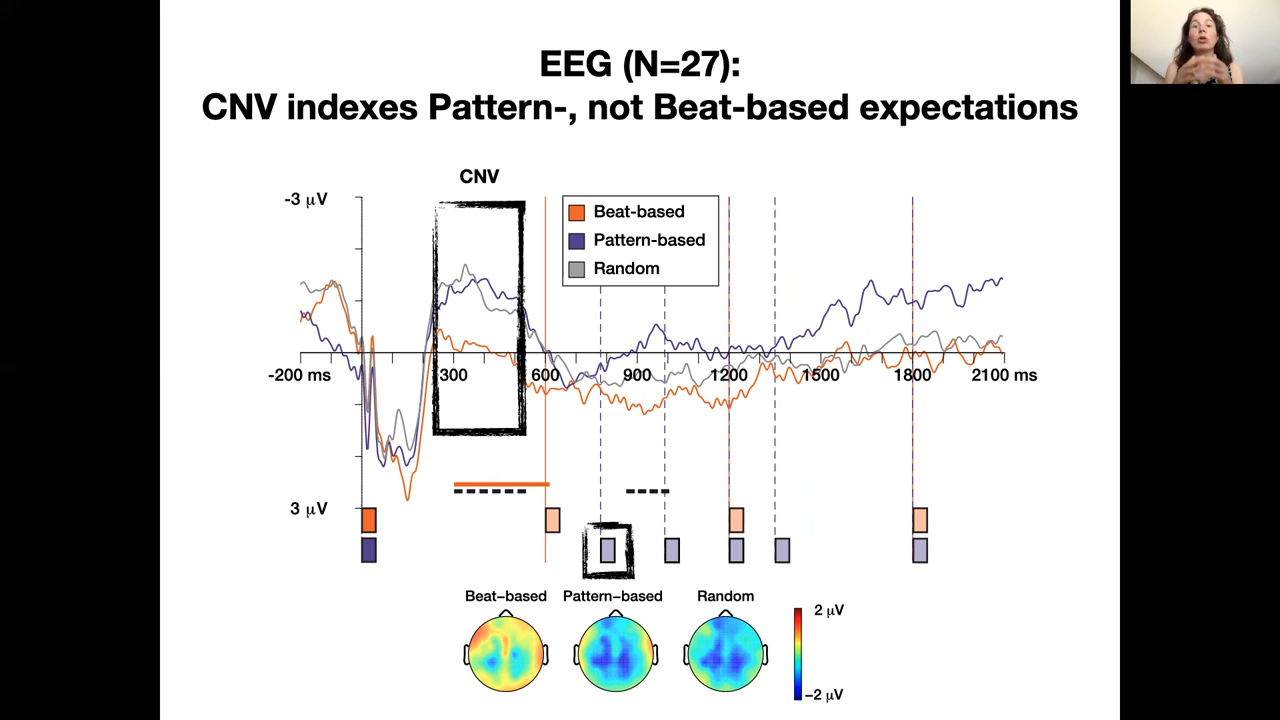 EEG (N=27):
CNV indexes Pattern-, not Beat-based expectations
CNV
-3 µV
Beat-based
Pattern-based
Random
-200 ms 300 600 900 1200 1500 1800 2100 ms
3 µV
Beat–based Pattern–based Random
2 µV
–2 µV